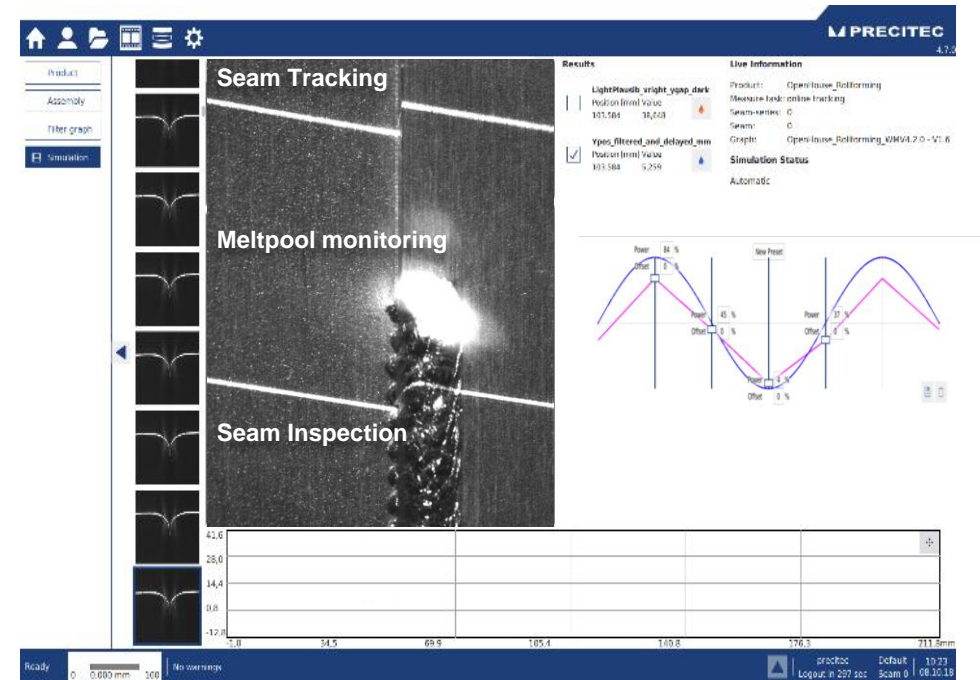 PRECITEC
4.7.0
Product
Assembly
Filter graph
Simulation
Seam Tracking
Meltpool monitoring
Seam Inspection
Results
LightPlausib_vright_ygap_dark
Position [mm] Value
103.584 38,648
Ypos_filtered_and_delayed_mm
Position [mm] Value
103.584 5,259
Live Information
Product: OpenHouse_Rollforming
Measure task: online tracking
Seam-series: 0
Seam: 0
Graph: OpenHouse_Rollforming_WMV4.2.0 - V1.6
Simulation Status
Automatic
Power 84 %
Offset 0 %
New Preset
Power 45 %
Offset 0 %
Power 37 %
Offset 0 %
Power 4 %
Offset 0 %
41,6
28,0
14,4
0,8
-12,8
-1,0 34,5 69,9 105,4 140,8 176,3 211,8mm
Ready
0 0.000 mm 100
No warnings
precitec
Logout in 297 sec
Default
Seam 0
10:23
08.10.18